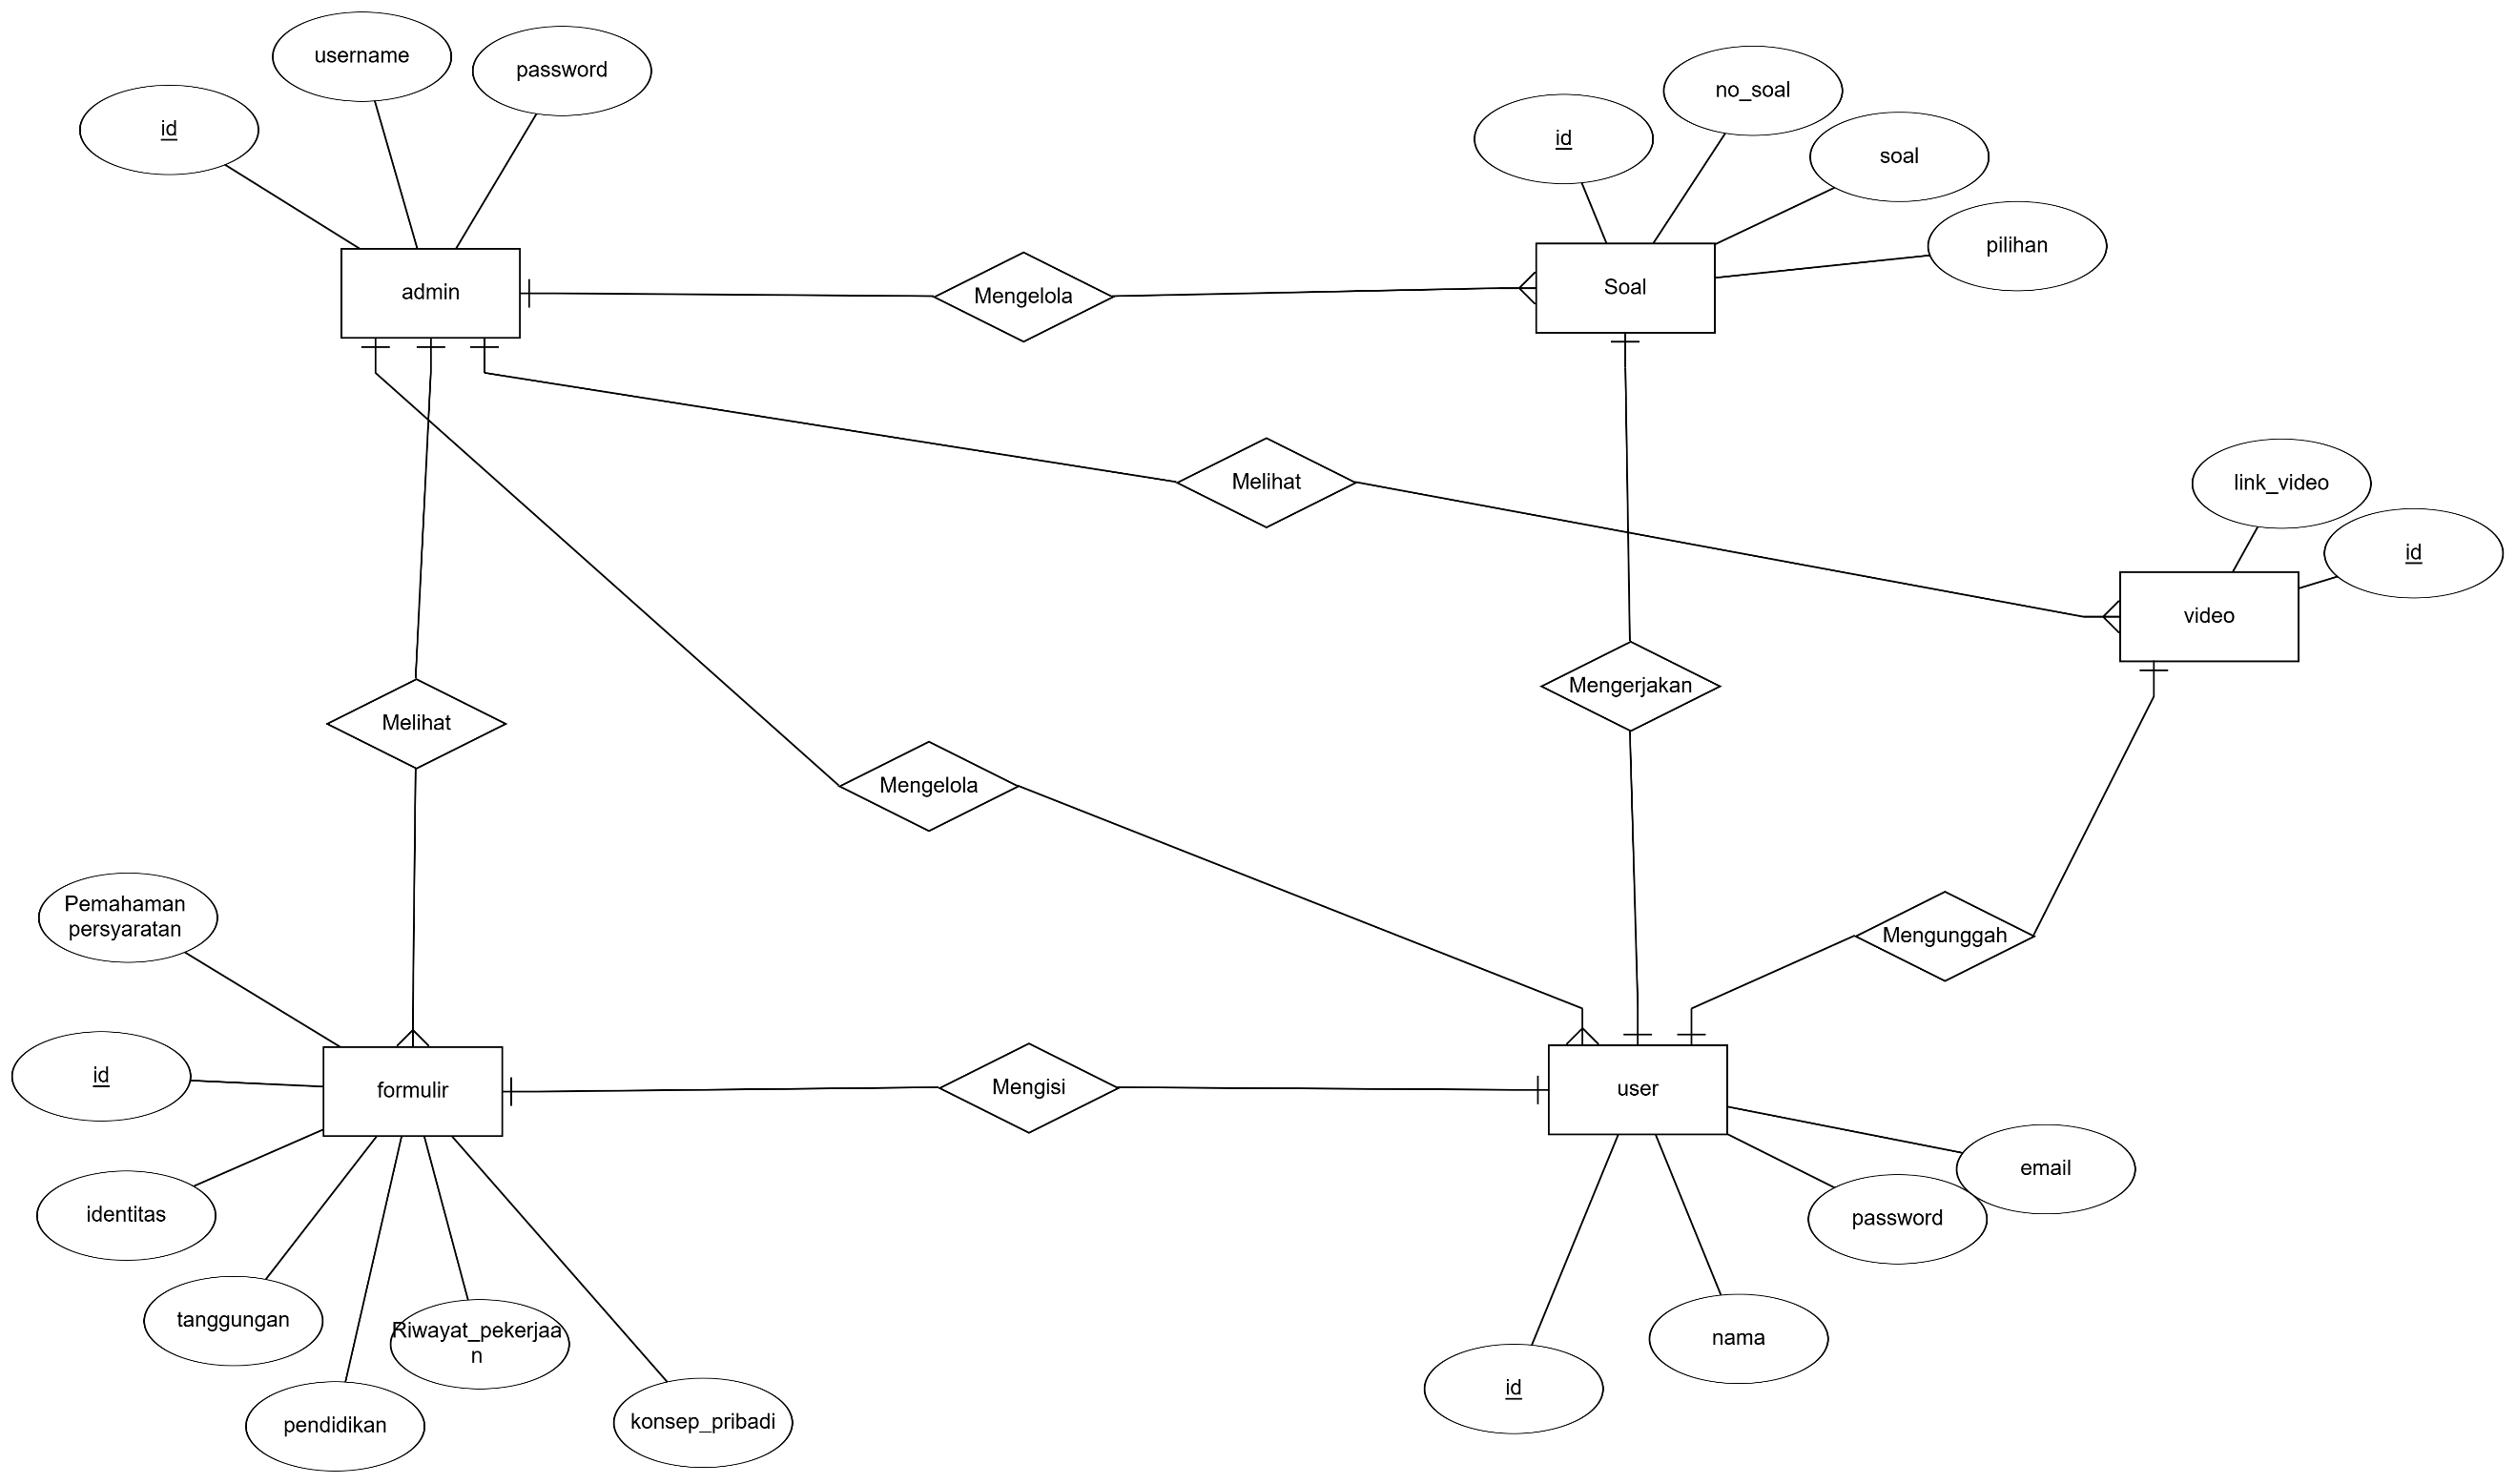 username
password
id
no_soal
id
soal
pilihan
admin
Mengelola
Soal
Melihat
link_video
id
video
Mengerjakan
Melihat
Mengelola
Pemahaman
persyaratan
Mengunggah
id
formulir
Mengisi
user
email
identitas
password
tanggungan
Riwayat_pekerjaa
n
nama
id
pendidikan
konsep_pribadi